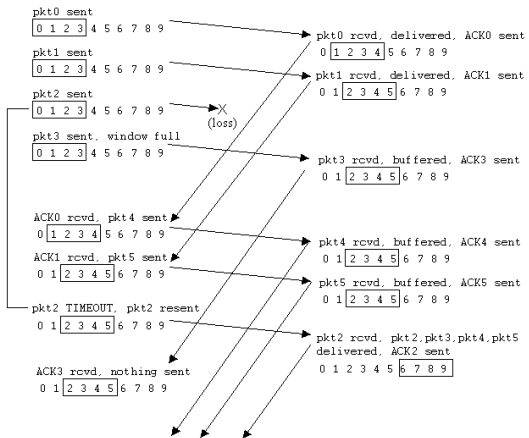 pkt0 sent
0 1 2 3 4 5 6 7 8 9
pkt1 sent
0 1 2 3 4 5 6 7 8 9
pkt2 sent
0 1 2 3 4 5 6 7 8 9
X
(loss)
pkt3 sent, window full
0 1 2 3 4 5 6 7 8 9
ACK0 rcvd, pkt4 sent
0 1 2 3 4 5 6 7 8 9
ACK1 rcvd, pkt5 sent
0 1 2 3 4 5 6 7 8 9
pkt2 TIMEOUT, pkt2 resent
0 1 2 3 4 5 6 7 8 9
ACK3 rcvd, nothing sent
0 1 2 3 4 5 6 7 8 9
pkt0 rcvd, delivered, ACK0 sent
0 1 2 3 4 5 6 7 8 9
pkt1 rcvd, delivered, ACK1 sent
0 1 2 3 4 5 6 7 8 9
pkt3 rcvd, buffered, ACK3 sent
0 1 2 3 4 5 6 7 8 9
pkt4 rcvd, buffered, ACK4 sent
0 1 2 3 4 5 6 7 8 9
pkt5 rcvd, buffered, ACK5 sent
0 1 2 3 4 5 6 7 8 9
pkt2 rcvd, pkt2,pkt3,pkt4,pkt5
delivered, ACK2 sent
0 1 2 3 4 5 6 7 8 9